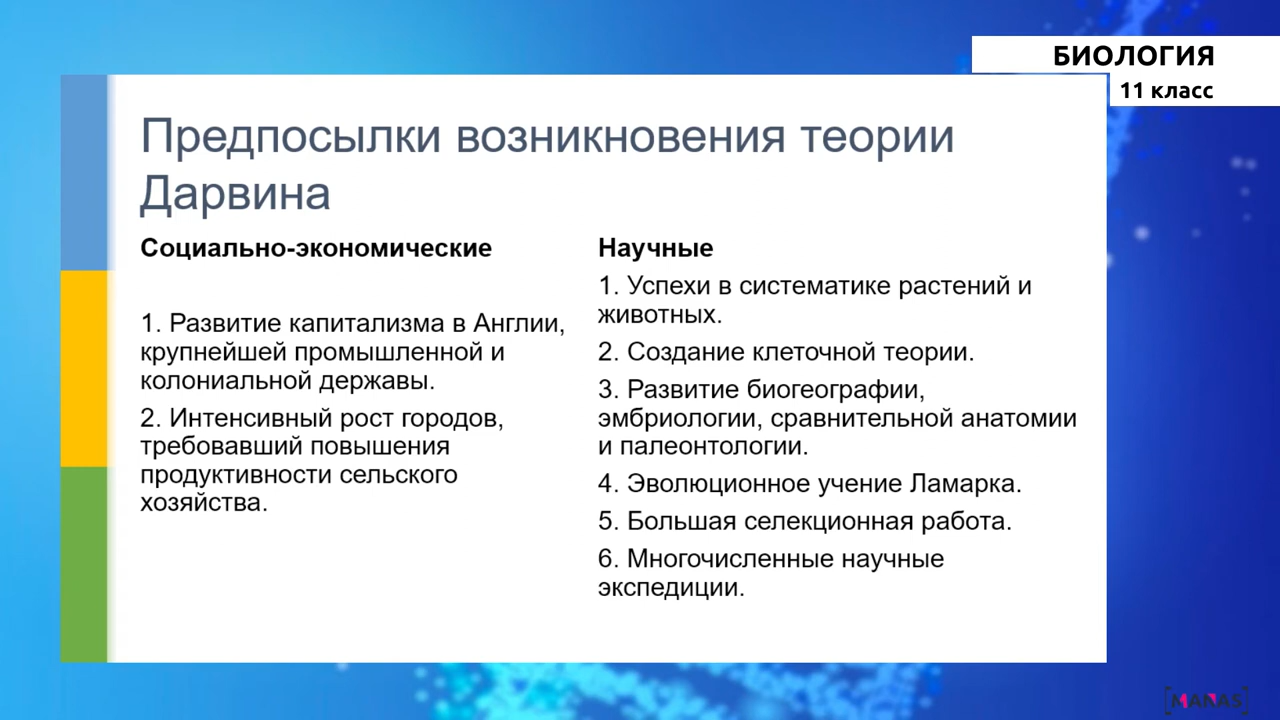 БИОЛОГИЯ
11 класс
Предпосылки возникновения теории
Дарвина
Социально-экономические
1. Развитие капитализма в Англии,
крупнейшей промышленной и
колониальной державы.
2. Интенсивный рост городов,
требовавший повышения
продуктивности сельского
хозяйства.
Научные
1. Успехи в систематике растений и
животных.
2. Создание клеточной теории.
3. Развитие биогеографии,
эмбриологии, сравнительной анатомии
и палеонтологии.
4. Эволюционное учение Ламарка.
5. Большая селекционная работа.
6. Многочисленные научные
экспедиции.
MANAS